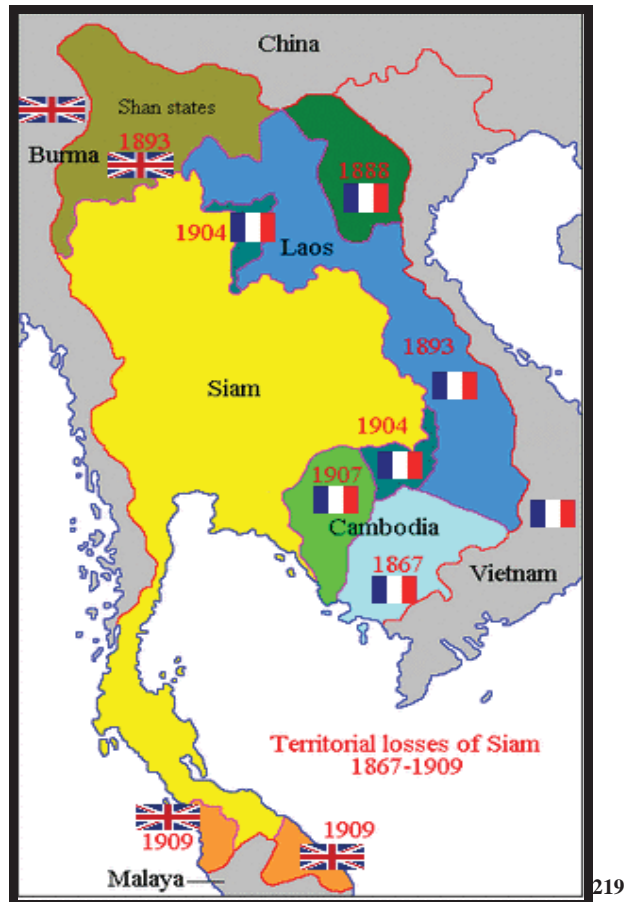 China
Shan states
Burma
1893
1888
1904
Laos
1893
Siam
1904
1907
Cambodia
1867
Vietnam
Territorial losses of Siam
1867-1909
1909
1909
Malaya
219